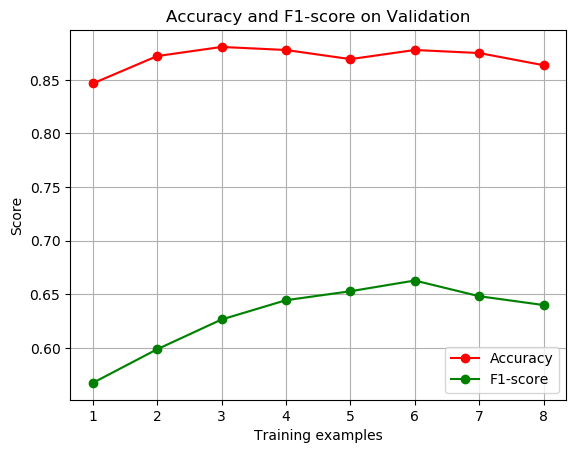 Accuracy and F1-score on Validation
Score
0.85
0.80
0.75
0.70
0.65
0.60
Accuracy
F1-score
1 2 3 4 5 6 7 8
Training examples